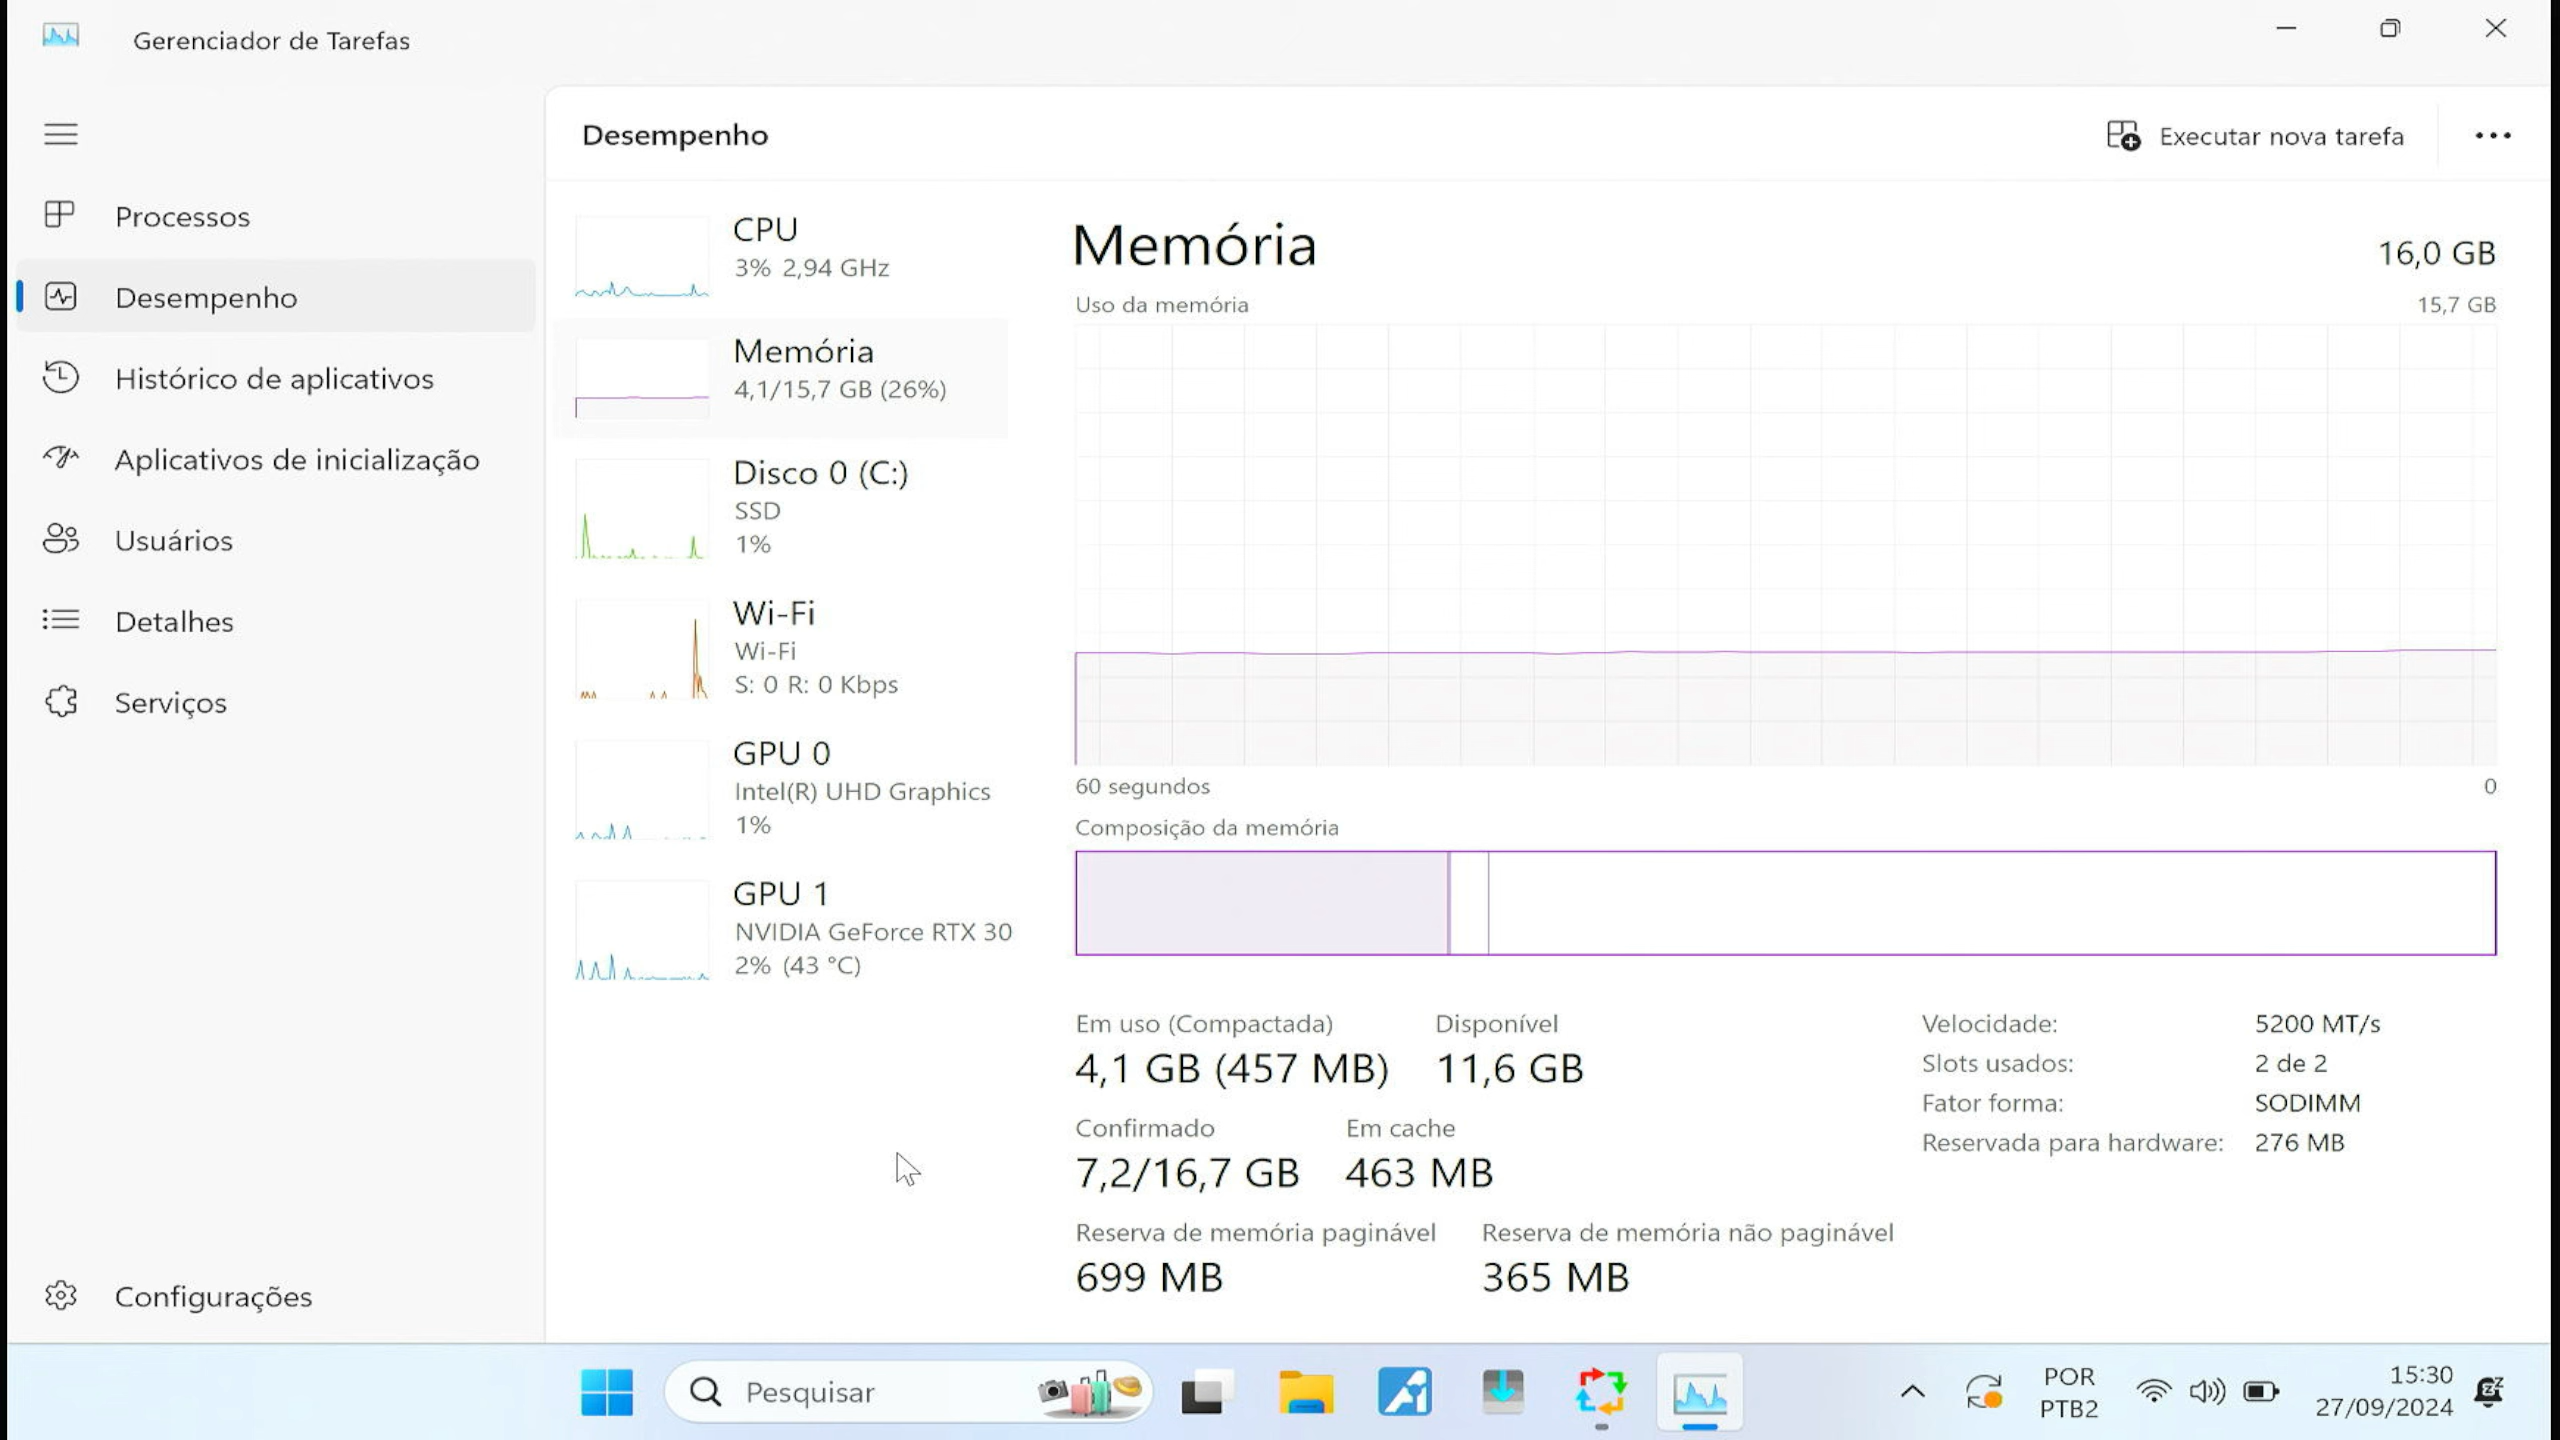 Gerenciador de Tarefas
Desempenho
Executar nova tarefa
Processos
Desempenho
Histórico de aplicativos
Aplicativos de inicialização
Usuários
Detalhes
Serviços
Configurações
CPU
3% 2,94 GHz
Memória
4,1/15,7 GB (26%)
Disco 0 (C:)
SSD
1%
Wi-Fi
Wi-Fi
S: 0 R: 0 Kbps
GPU 0
Intel(R) UHD Graphics
1%
GPU 1
NVIDIA GeForce RTX 30
2% (43 °C)
Memória
16,0 GB
Uso da memória
15,7 GB
60 segundos
0
Composição da memória
Em uso (Compactada)
Disponível
4,1 GB (457 MB)
11,6 GB
Confirmado
Em cache
7,2/16,7 GB
463 MB
Reserva de memória paginável
Reserva de memória não paginável
699 MB
365 MB
Velocidade: 5200 MT/s
Slots usados: 2 de 2
Fator forma: SODIMM
Reservada para hardware: 276 MB
Pesquisar
POR
PTB2
15:30
27/09/2024